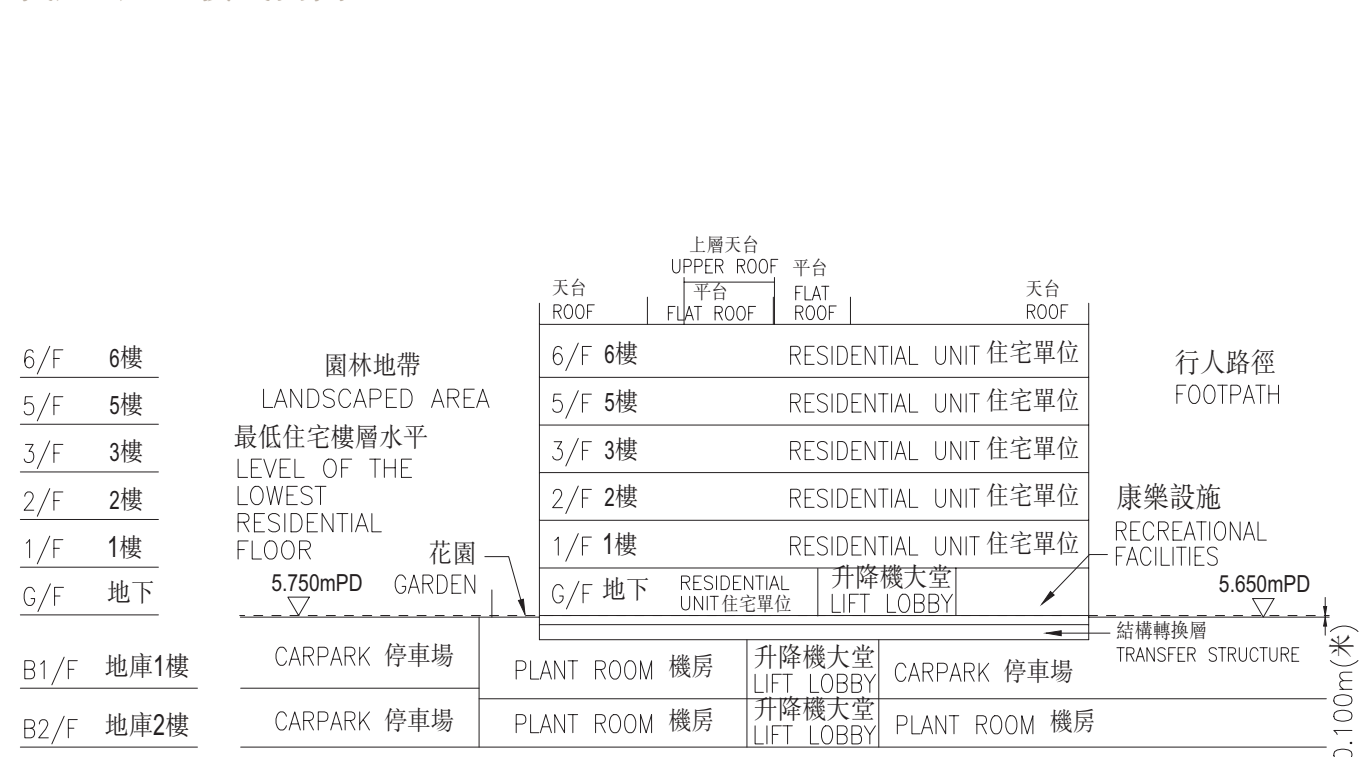 上層天台
UPPER ROOF
平台
FLAT
ROOF
天台
ROOF
平台
FLAT ROOF
天台
ROOF
6/F 6樓
5/F 5樓
3/F 3樓
2/F 2樓
1/F 1樓
G/F 地下
B1/F 地庫1樓
B2/F 地庫2樓
園林地帶
LANDSCAPED AREA
最低住宅樓層水平
LEVEL OF THE
LOWEST
RESIDENTIAL
FLOOR
5.750mPD
花園
GARDEN
6/F 6樓 RESIDENTIAL UNIT 住宅單位
5/F 5樓 RESIDENTIAL UNIT 住宅單位
3/F 3樓 RESIDENTIAL UNIT 住宅單位
2/F 2樓 RESIDENTIAL UNIT 住宅單位
1/F 1樓 RESIDENTIAL UNIT 住宅單位
G/F 地下
RESIDENTIAL
UNIT住宅單位
升降機大堂
LIFT LOBBY
行人路徑
FOOTPATH
康樂設施
RECREATIONAL
FACILITIES
5.650mPD
結構轉換層
TRANSFER STRUCTURE
0.100m(米)
CARPARK 停車場
PLANT ROOM 機房
升降機大堂
LIFT LOBBY
CARPARK 停車場
CARPARK 停車場
PLANT ROOM 機房
升降機大堂
LIFT LOBBY
PLANT ROOM 機房